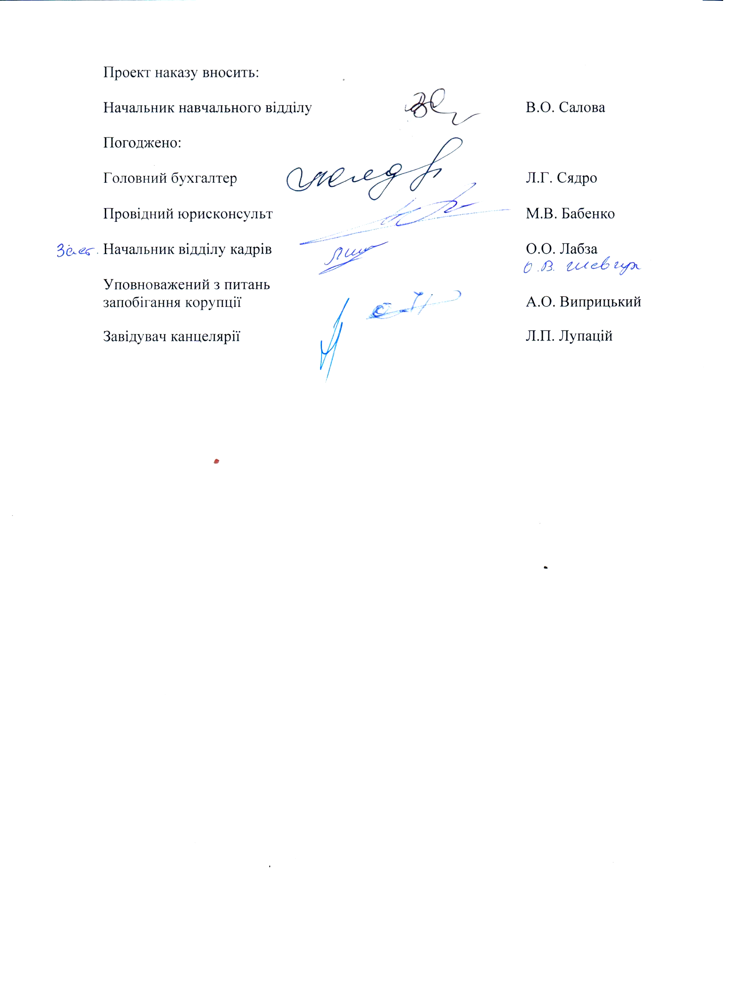 Проект наказу вносить:
Начальник навчального відділу В.О. Салова
Погоджено:
Головний бухгалтер Л.Г. Сядро
Провідний юрисконсульт М.В. Бабенко
Заст. Начальник відділу кадрів О.О. Лабза
О.В. Шевчук
Уповноважений з питань
запобігання корупції А.О. Виприцький
Завідувач канцелярії Л.П. Лупацій